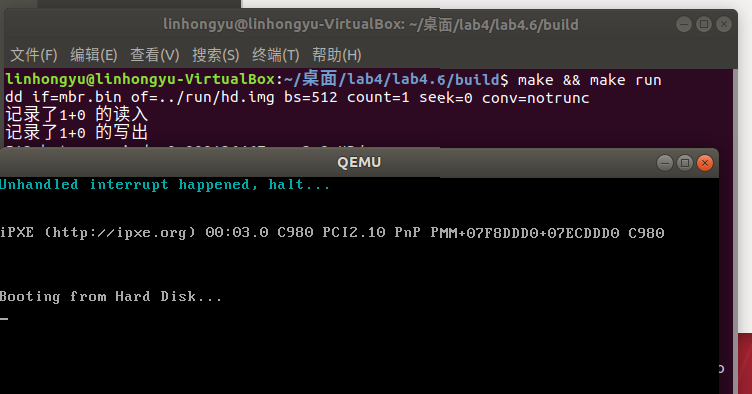 linhongyu@linhongyu-VirtualBox: ~/桌面/lab4/lab4.6/build
文件(F) 编辑(E) 查看(V) 搜索(S) 终端(T) 帮助(H)
linhongyu@linhongyu-VirtualBox:~/桌面/lab4/lab4.6/build$ make && make run
dd if=mbr.bin of=../run/hd.img bs=512 count=1 seek=0 conv=notrunc
记录了1+0 的读入
记录了1+0 的写出
QEMU
Unhandled interrupt happened, halt...
iPXE (http://ipxe.org) 00:03.0 C980 PCI2.10 PnP PMM+07F8DDD0+07ECDDD0 C980
Booting from Hard Disk...